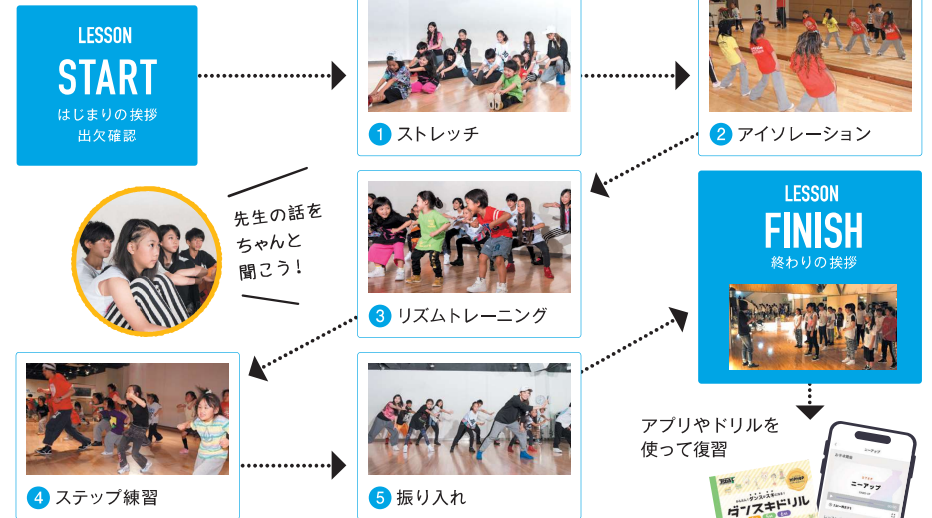 LESSON
START
はじまりの挨拶
出欠確認
1 ストレッチ
2 アイソレーション
先生の話を
ちゃんと
聞こう！
3 リズムトレーニング
LESSON
FINISH
終わりの挨拶
4 ステップ練習
5 振り入れ
アプリやドリルを
使って復習
ニーアップ
ニーアップ
ダンスキドリル